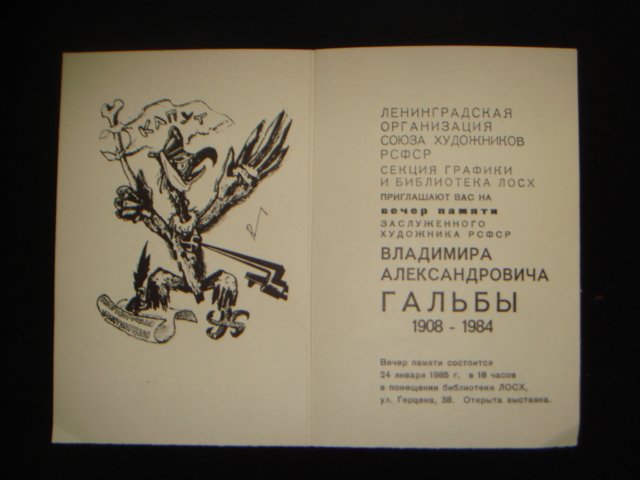 КАПУТ
ЛЕНИНГРАДСКАЯ
ОРГАНИЗАЦИЯ
СОЮЗА ХУДОЖНИКОВ
РСФСР
СЕКЦИЯ ГРАФИКИ
И БИБЛИОТЕКА ЛОСХ
ПРИГЛАШАЮТ ВАС НА
вечер памяти
ЗАСЛУЖЕННОГО
ХУДОЖНИКА РСФСР
ВЛАДИМИРА
АЛЕКСАНДРОВИЧА
ГАЛЬБЫ
1908 - 1984
Вечер памяти состоится
24 января 1985 г. в 18 часов
в помещении библиотеки ЛОСХ,
ул. Герцена, 38. Открыта выставка.